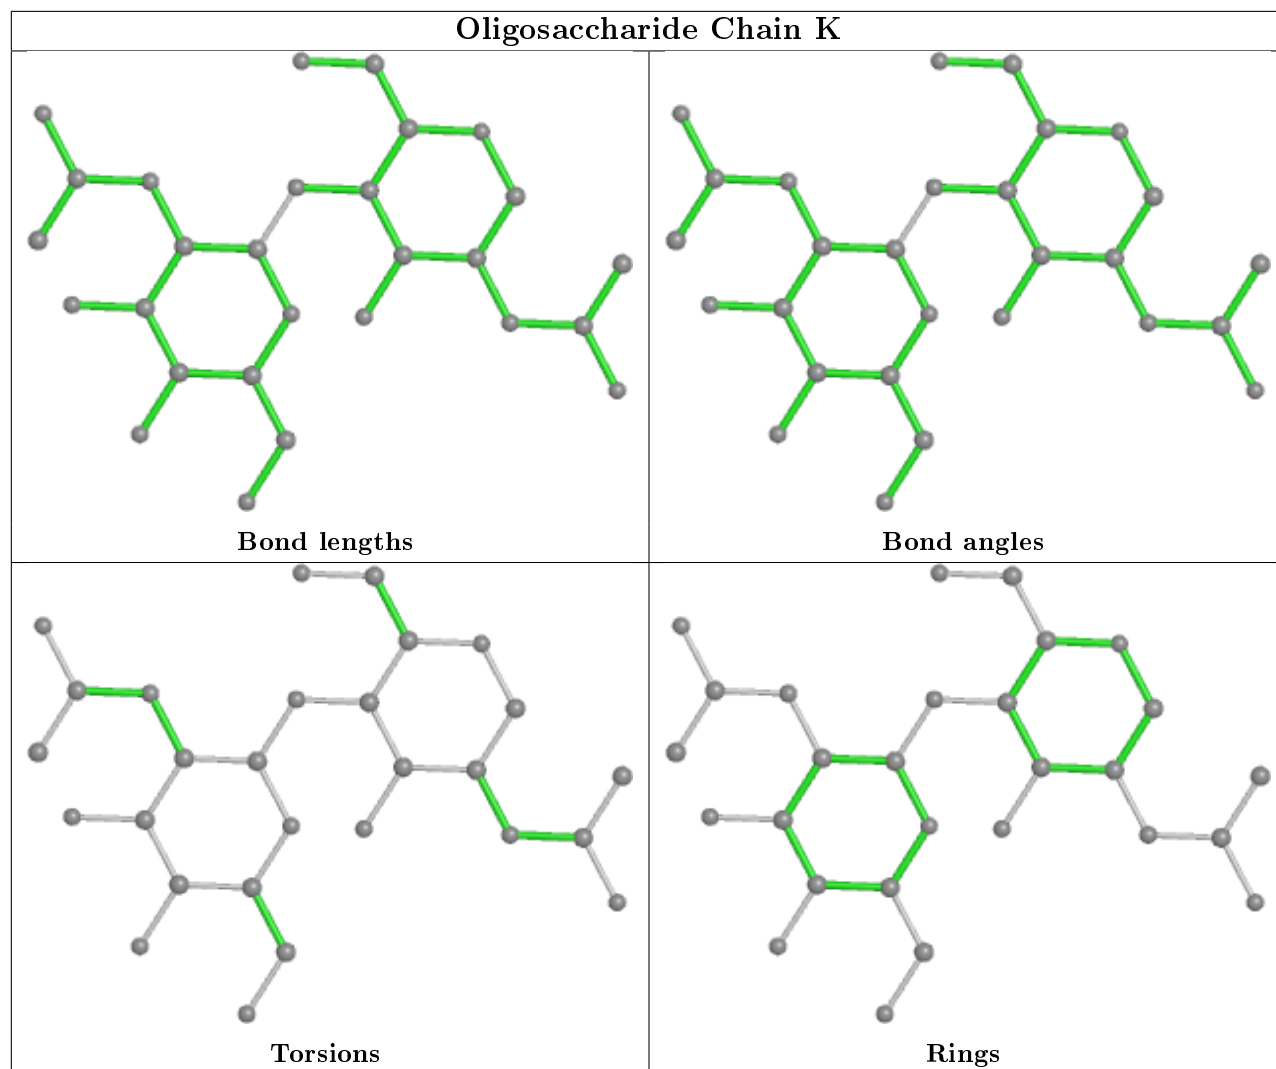 Oligosaccharide Chain K
Bond lengths
Bond angles
Torsions
Rings